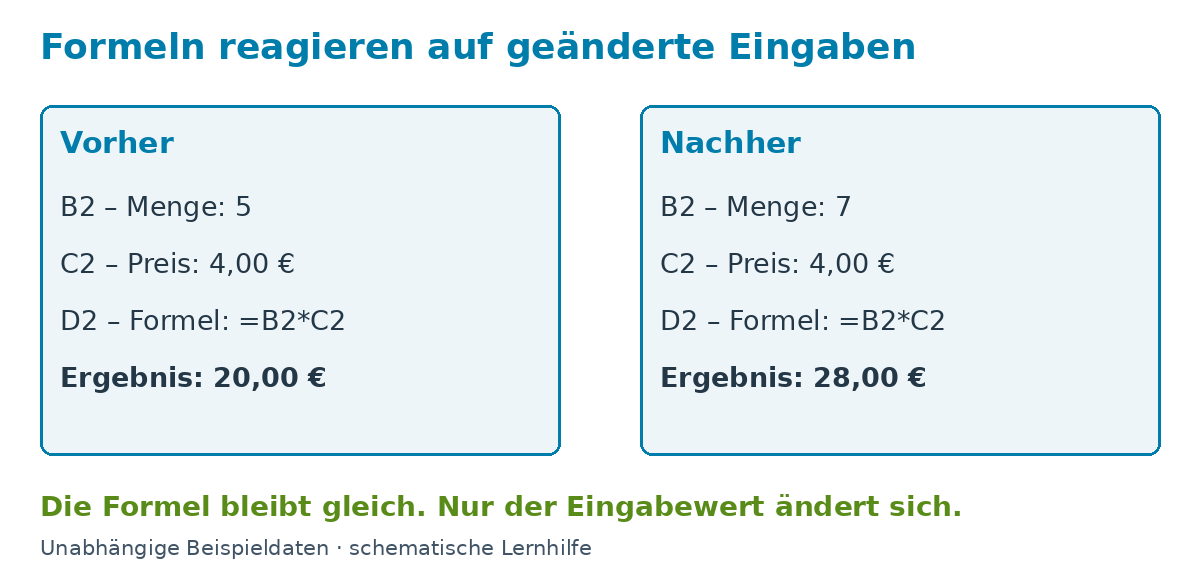 Formeln reagieren auf geänderte Eingaben
Vorher
B2 – Menge: 5
C2 – Preis: 4,00 €
D2 – Formel: =B2*C2
Ergebnis: 20,00 €
Nachher
B2 – Menge: 7
C2 – Preis: 4,00 €
D2 – Formel: =B2*C2
Ergebnis: 28,00 €
Die Formel bleibt gleich. Nur der Eingabewert ändert sich.
Unabhängige Beispieldaten · schematische Lernhilfe